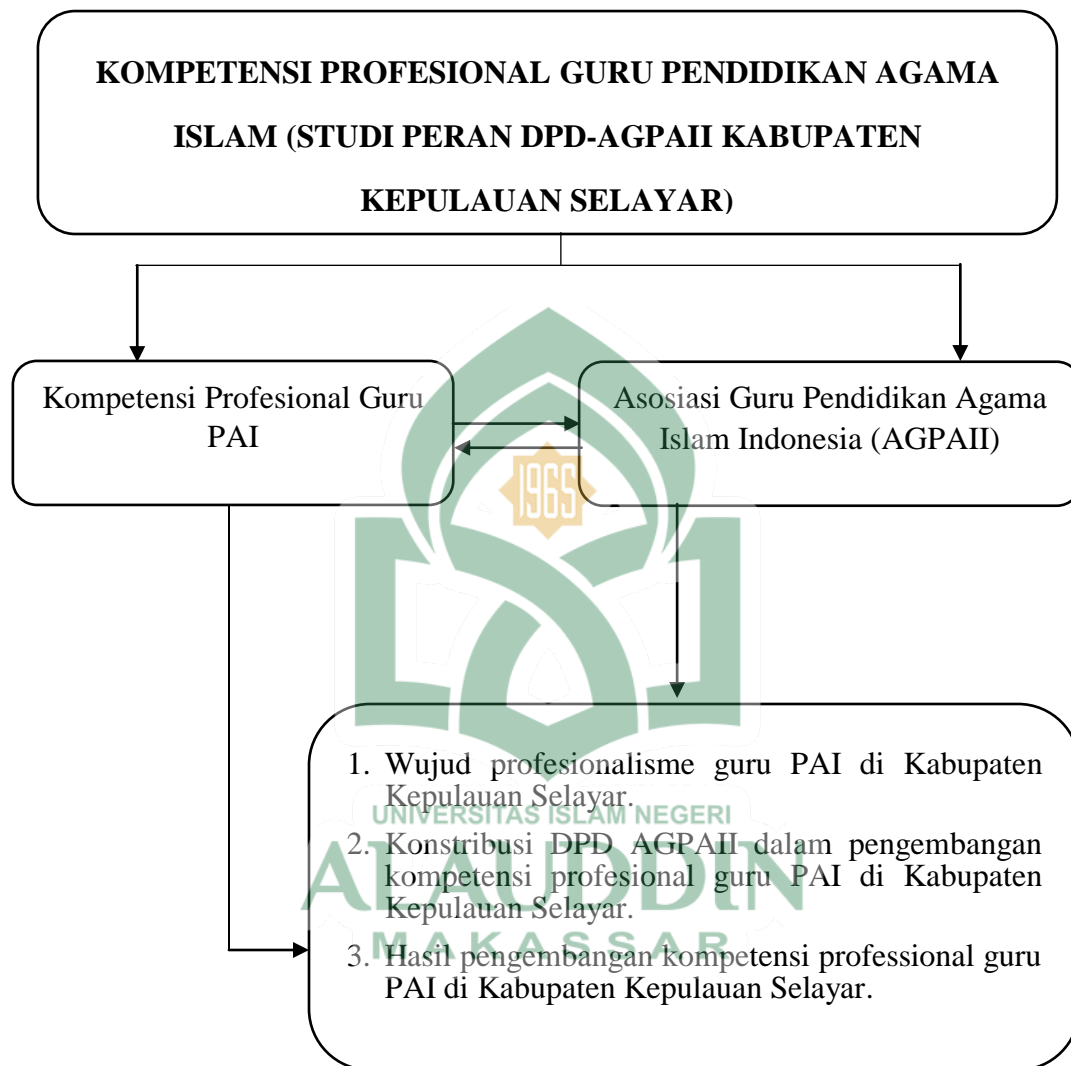 KOMPETENSI PROFESIONAL GURU PENDIDIKAN AGAMA
ISLAM (STUDI PERAN DPD-AGPAII KABUPATEN
KEPULAUAN SELAYAR)
Kompetensi Profesional Guru
PAI
Asosiasi Guru Pendidikan Agama
Islam Indonesia (AGPAII)
1965
1. Wujud profesionalisme guru PAI di Kabupaten
Kepulauan Selayar.
UNIVERSITAS ISLAM NEGERI
2. Konstribusi DPD AGPAII dalam pengembangan
kompetensi profesional guru PAI di Kabupaten
Kepulauan Selayar.
ALAUDDIN
MAKASSAR
3. Hasil pengembangan kompetensi professional guru
PAI di Kabupaten Kepulauan Selayar.